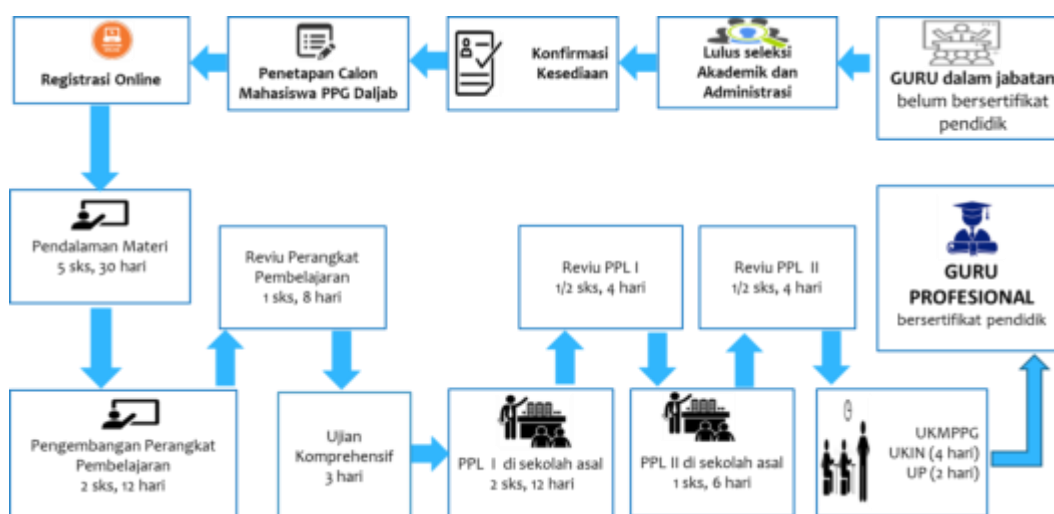 Registrasi Online
Penetapan Calon
Mahasiswa PPG Daljab
Konfirmasi
Kesediaan
Lulus seleksi
Akademik dan
Administrasi
GURU dalam jabatan
belum bersertifikat
pendidik
Pendalaman Materi
5 sks, 30 hari
Reviu Perangkat
Pembelajaran
1 sks, 8 hari
Reviu PPL I
1/2 sks, 4 hari
Reviu PPL II
1/2 sks, 4 hari
GURU
PROFESIONAL
bersertifikat pendidik
Pengembangan Perangkat
Pembelajaran
2 sks, 12 hari
Ujian
Komprehensif
3 hari
PPL I di sekolah asal
2 sks, 12 hari
PPL II di sekolah asal
1 sks, 6 hari
UKMPPG
UKIN (4 hari)
UP (2 hari)